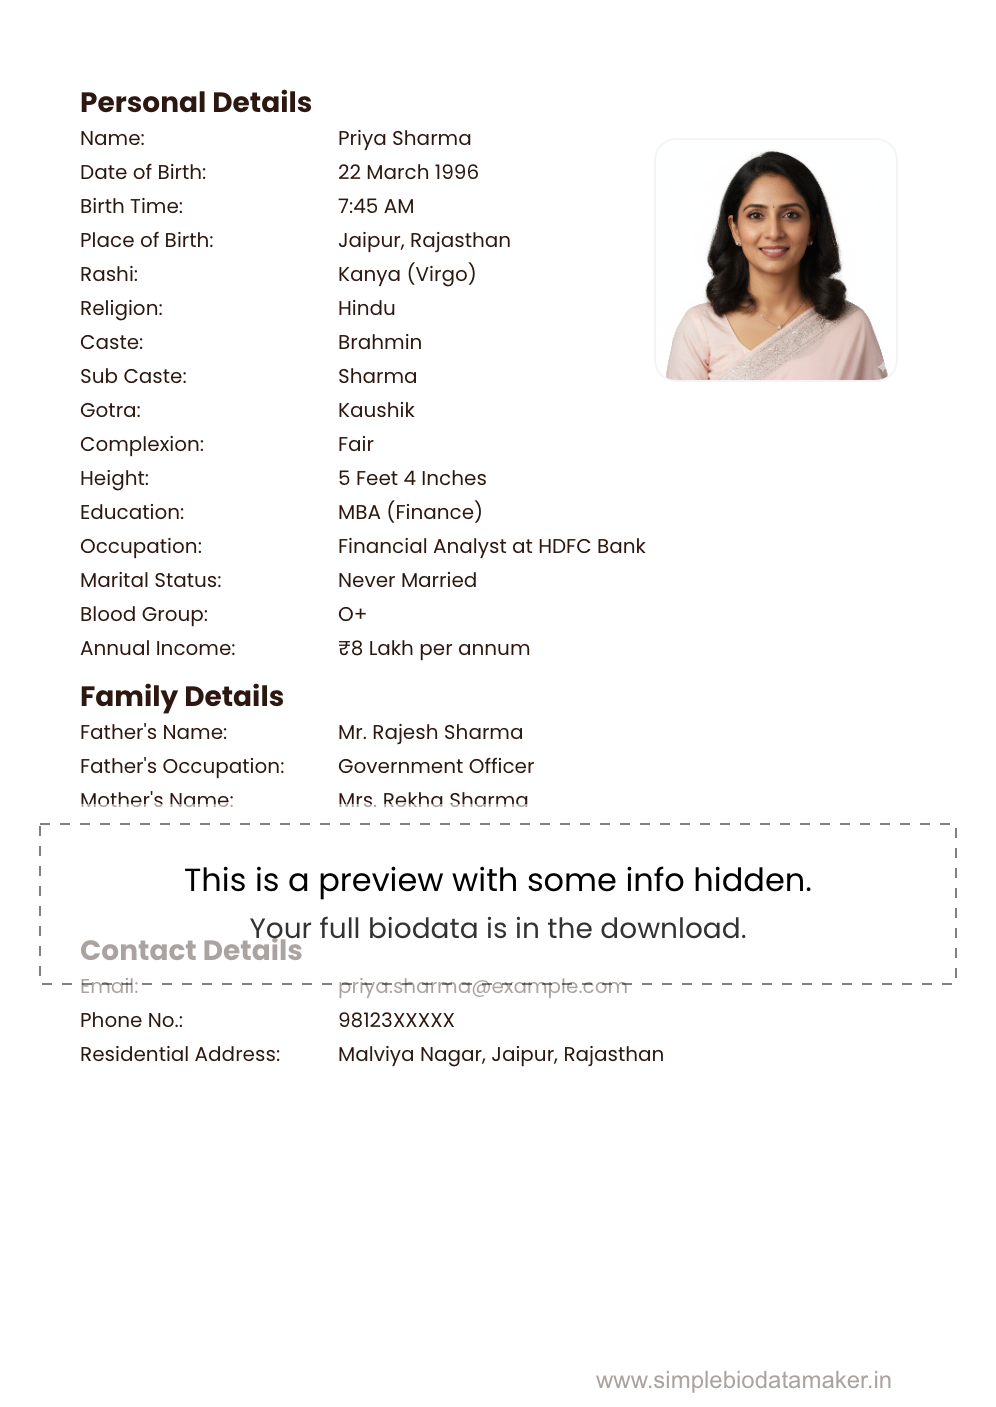 Personal Details
Name: Priya Sharma
Date of Birth: 22 March 1996
Birth Time: 7:45 AM
Place of Birth: Jaipur, Rajasthan
Rashi: Kanya (Virgo)
Religion: Hindu
Caste: Brahmin
Sub Caste: Sharma
Gotra: Kaushik
Complexion: Fair
Height: 5 Feet 4 Inches
Education: MBA (Finance)
Occupation: Financial Analyst at HDFC Bank
Marital Status: Never Married
Blood Group: O+
Annual Income: ₹8 Lakh per annum
Family Details
Father's Name: Mr. Rajesh Sharma
Father's Occupation: Government Officer
Mother's Name: Mrs. Rekha Sharma
This is a preview with some info hidden.
Your full biodata is in the download.
Contact Details
Email: priya.sharma@example.com
Phone No.: 98123XXXXX
Residential Address: Malviya Nagar, Jaipur, Rajasthan
www.simplebiodatamaker.in